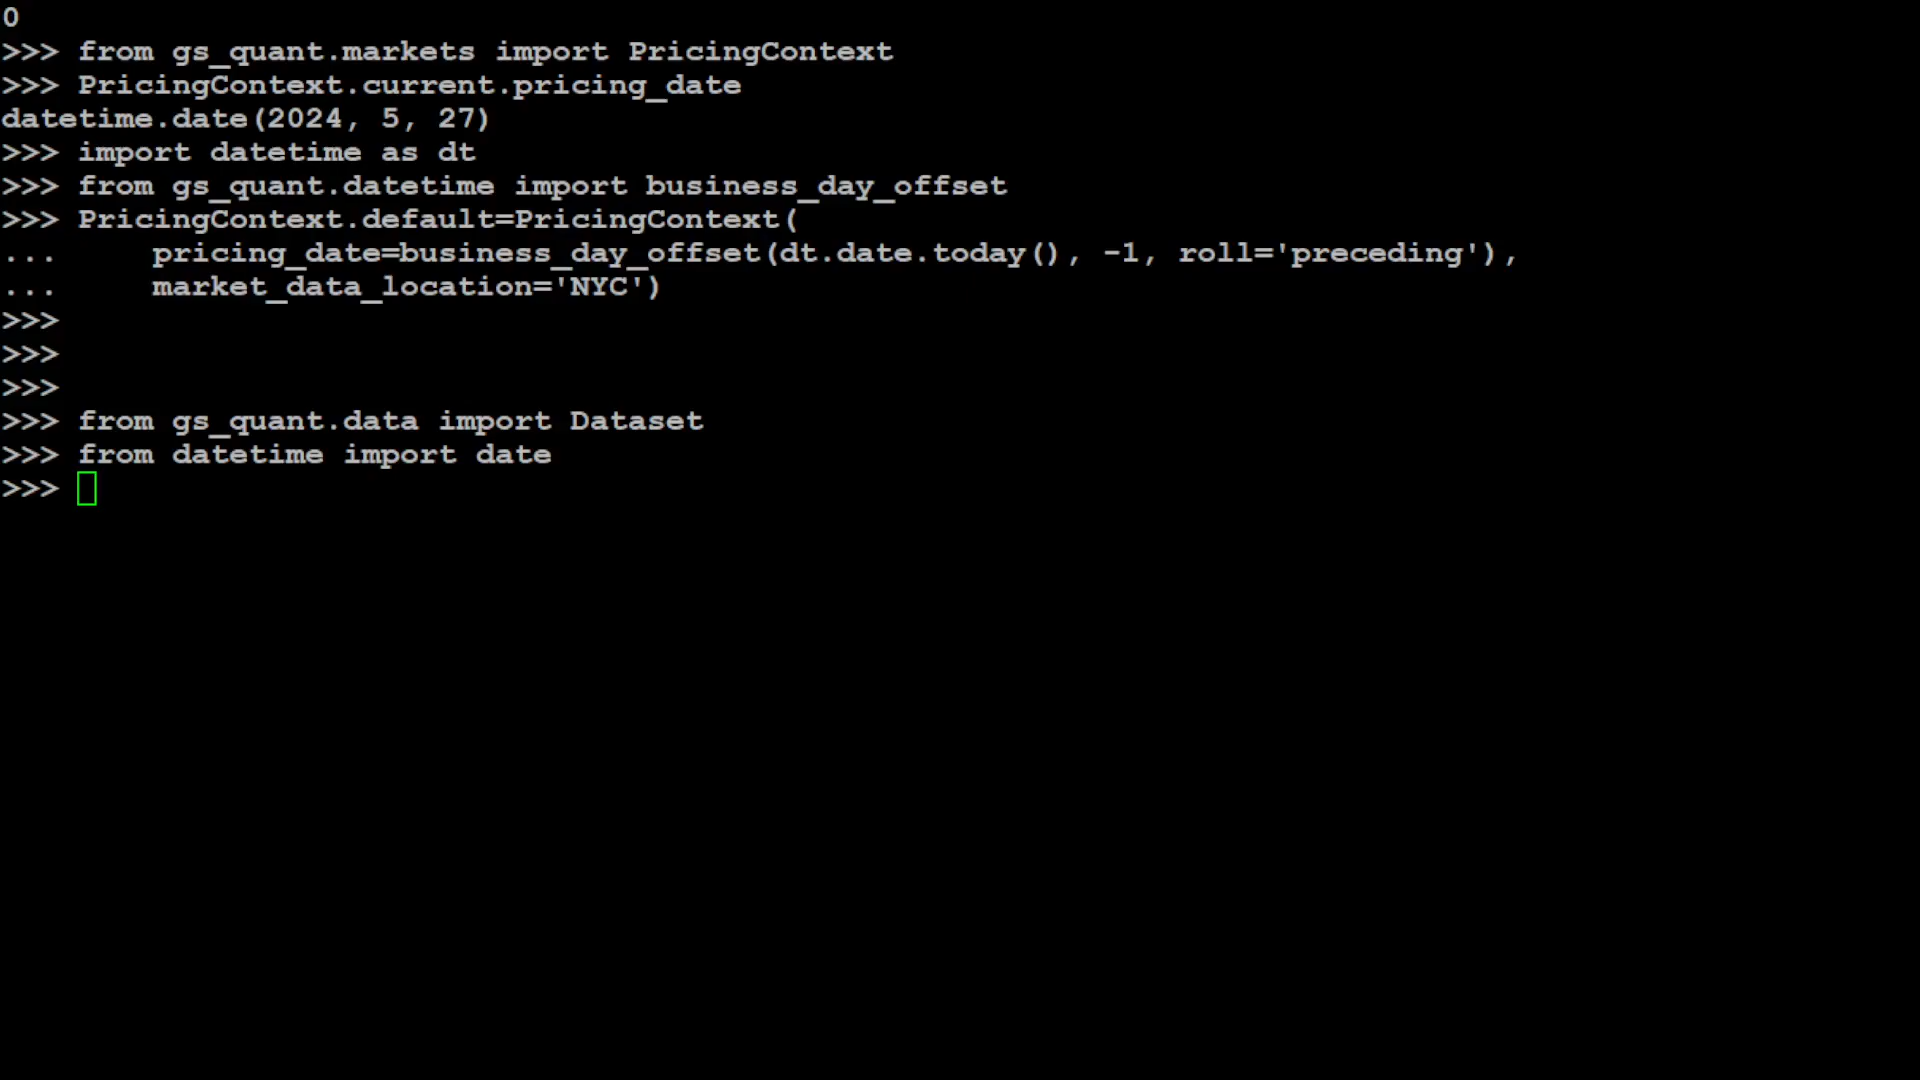 0
>>> from gs_quant.markets import PricingContext
>>> PricingContext.current.pricing_date
datetime.date(2024, 5, 27)
>>> import datetime as dt
>>> from gs_quant.datetime import business_day_offset
>>> PricingContext.default=PricingContext(
...     pricing_date=business_day_offset(dt.date.today(), -1, roll='preceding'),
...     market_data_location='NYC')
>>>
>>>
>>>
>>> from gs_quant.data import Dataset
>>> from datetime import date
>>>